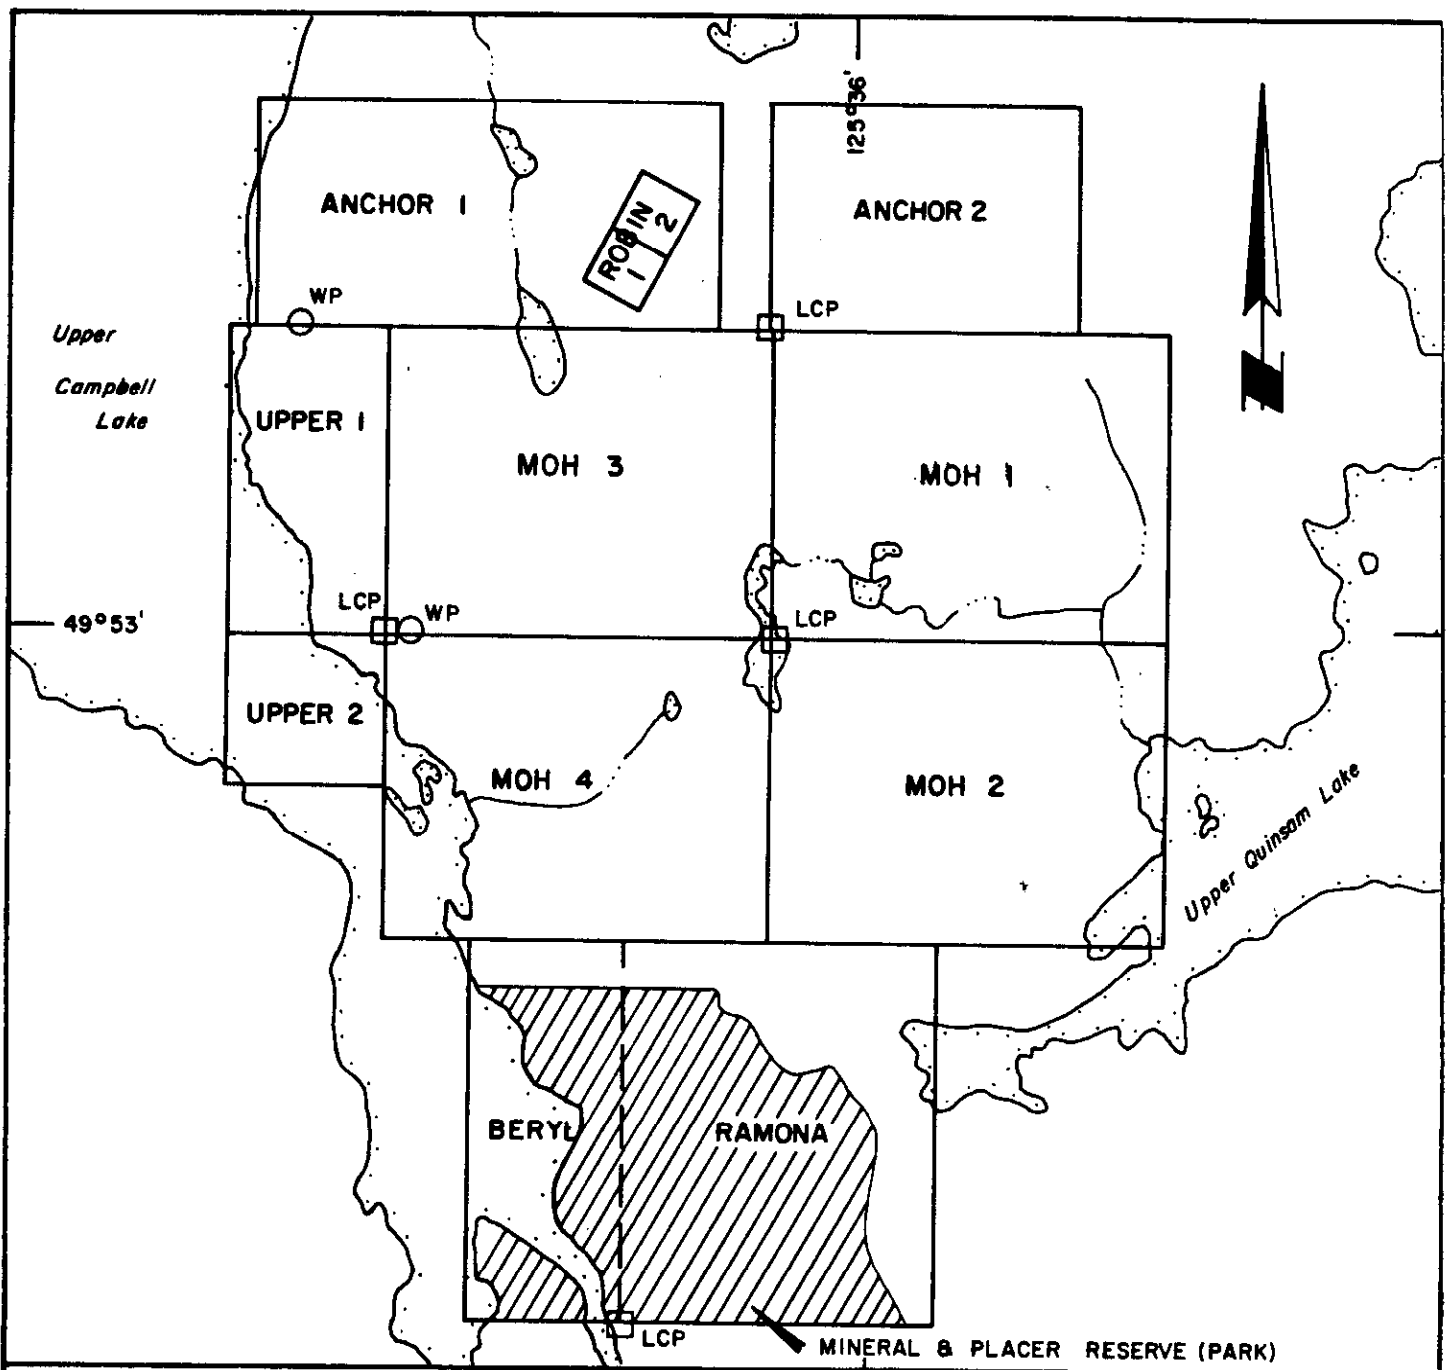 125°36'
ANCHOR 1
ROBIN
1 2
ANCHOR 2
WP
LCP
Upper
Campbell
Lake
UPPER 1
MOH 3
MOH 1
LCP
WP
LCP
49°53'
UPPER 2
MOH 4
MOH 2
Upper Quinsam Lake
N
BERYL
RAMONA
LCP
MINERAL & PLACER RESERVE (PARK)